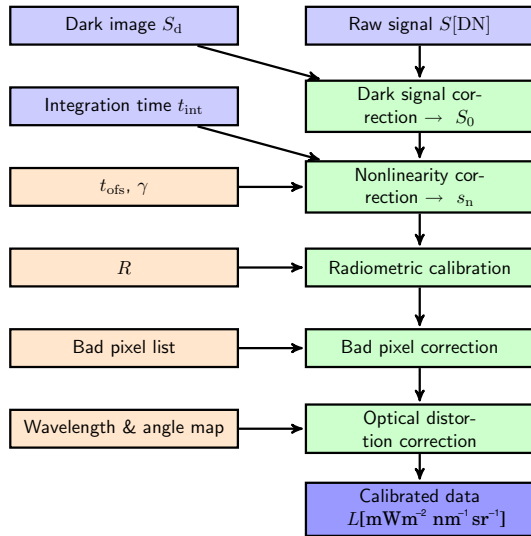 Dark image S_d
Raw signal S[DN]
Dark signal cor-
rection → S_0
Integration time t_int
Nonlinearity cor-
rection → s_n
t_ofs, γ
R
Radiometric calibration
Bad pixel list
Bad pixel correction
Wavelength & angle map
Optical distor-
tion correction
Calibrated data
L[mWm⁻² nm⁻¹ sr⁻¹]